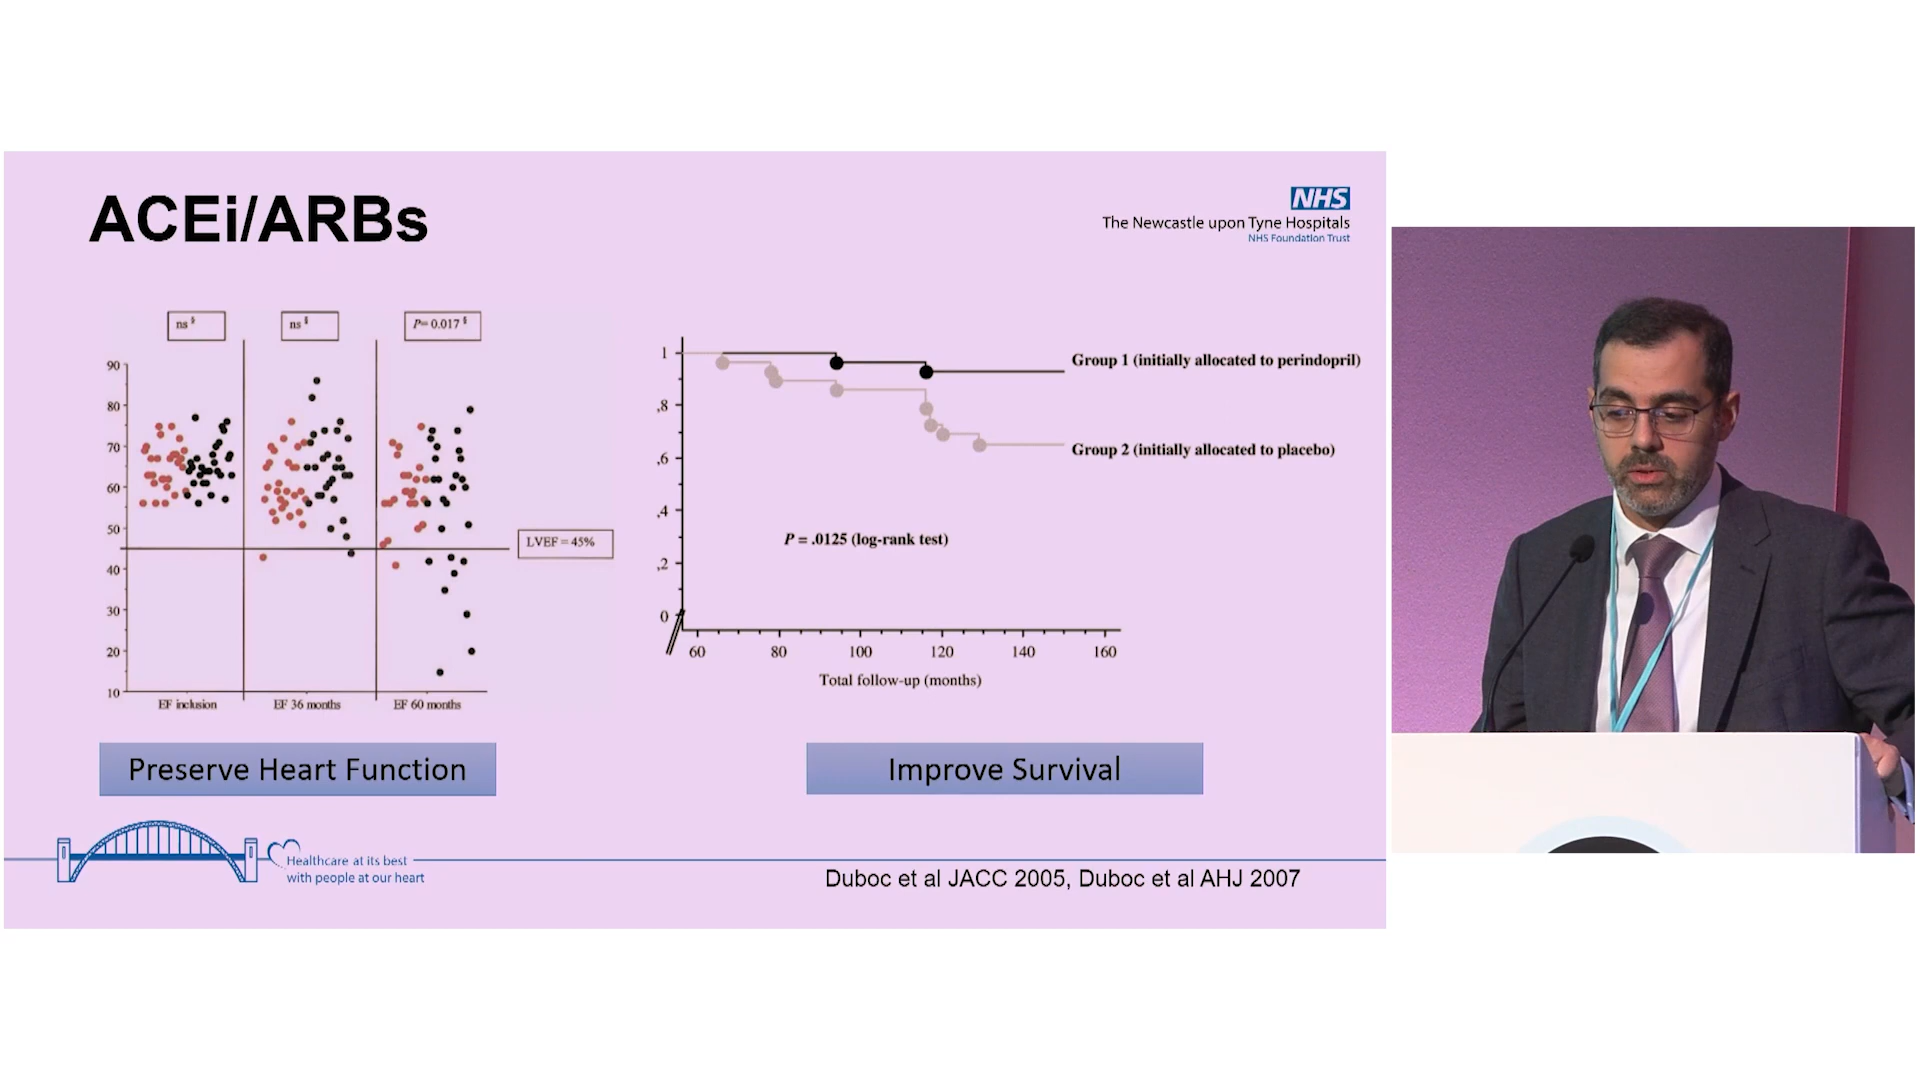 ACEi/ARBs
NHS
The Newcastle upon Tyne Hospitals
NHS Foundation Trust
ns §
ns §
P= 0.017 §
90
80
70
60
50
40
30
20
10
LVEF = 45%
EF inclusion
EF 36 months
EF 60 months
1
,8
,6
,4
,2
0
Group 1 (initially allocated to perindopril)
Group 2 (initially allocated to placebo)
P = .0125 (log-rank test)
60 80 100 120 140 160
Total follow-up (months)
Preserve Heart Function
Improve Survival
Healthcare at its best
with people at our heart
Duboc et al JACC 2005, Duboc et al AHJ 2007